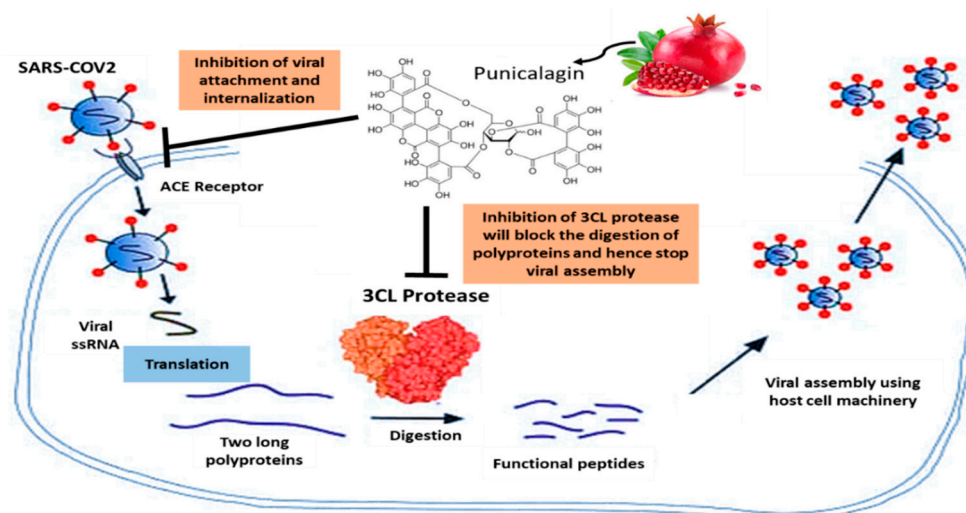 SARS-COV2
Inhibition of viral
attachment and
internalization
Punicalagin
ACE Receptor
Inhibition of 3CL protease
will block the digestion of
polyproteins and hence stop
viral assembly
3CL Protease
Viral
ssRNA
Translation
Two long
polyproteins
Digestion
Functional peptides
Viral assembly using
host cell machinery